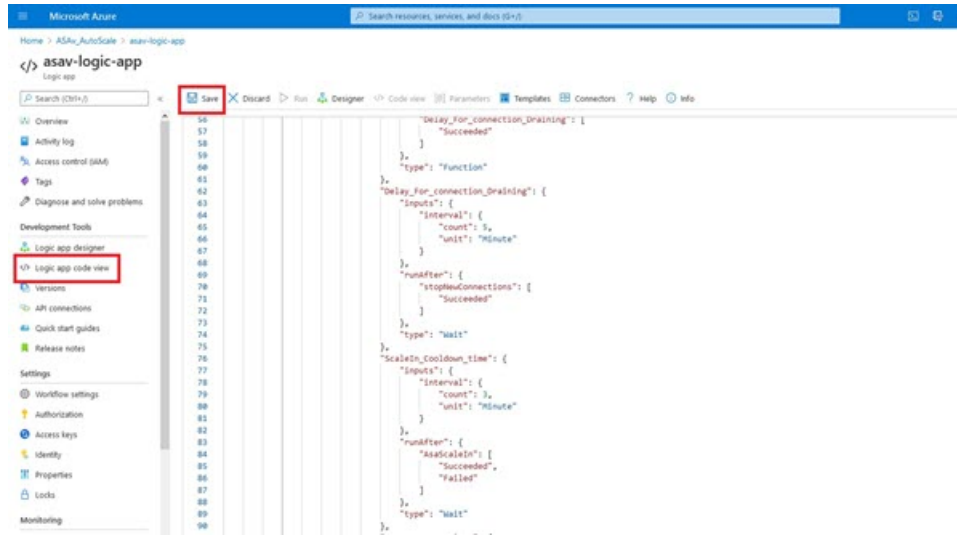 Microsoft Azure
Search resources, services, and docs (G+/)
Home > ASAv_AutoScale > asav-logic-app
</> asav-logic-app
Logic app
Search (Ctrl+/)
«
Save
Discard
Run
Designer
</> Code view
[@] Parameters
Templates
Connectors
? Help
Info
Overview
Activity log
Access control (IAM)
Tags
Diagnose and solve problems
Development Tools
Logic app designer
</> Logic app code view
Versions
API connections
Quick start guides
Release notes
Settings
Workflow settings
Authorization
Access keys
Identity
Properties
Locks
Monitoring
56 "Delay_For_connection_Draining": [
57 "Succeeded"
58 ]
59 },
60 "type": "Function"
61 },
62 "Delay_For_connection_Draining": {
63 "inputs": {
64 "interval": {
65 "count": 5,
66 "unit": "Minute"
67 }
68 },
69 "runAfter": {
70 "stopNewConnections": [
71 "Succeeded"
72 ]
73 },
74 "type": "Wait"
75 },
76 "ScaleIn_Cooldown_time": {
77 "inputs": {
78 "interval": {
79 "count": 3,
80 "unit": "Minute"
81 }
82 },
83 "runAfter": {
84 "AsaScaleIn": [
85 "Succeeded",
86 "Failed"
87 ]
88 },
89 "type": "Wait"
90 },